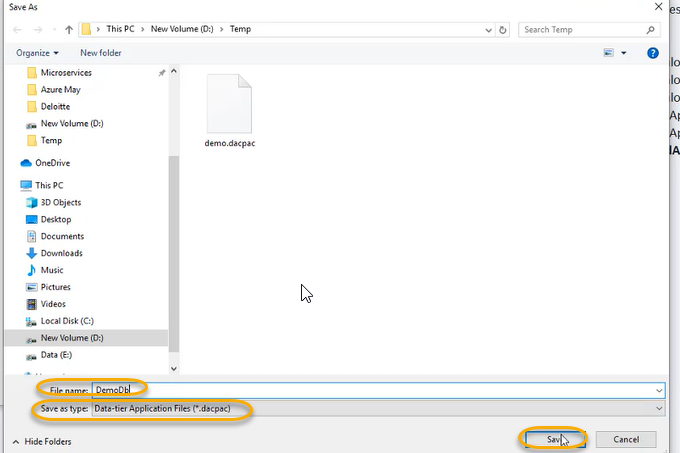 Save As
This PC > New Volume (D:) > Temp
Search Temp
Organize
New folder
Microservices
Azure May
Deloitte
New Volume (D:)
Temp
OneDrive
This PC
3D Objects
Desktop
Documents
Downloads
Music
Pictures
Videos
Local Disk (C:)
New Volume (D:)
Data (E:)
demo.dacpac
File name: DemoDb
Save as type: Data-tier Application Files (*.dacpac)
Hide Folders
Save
Cancel